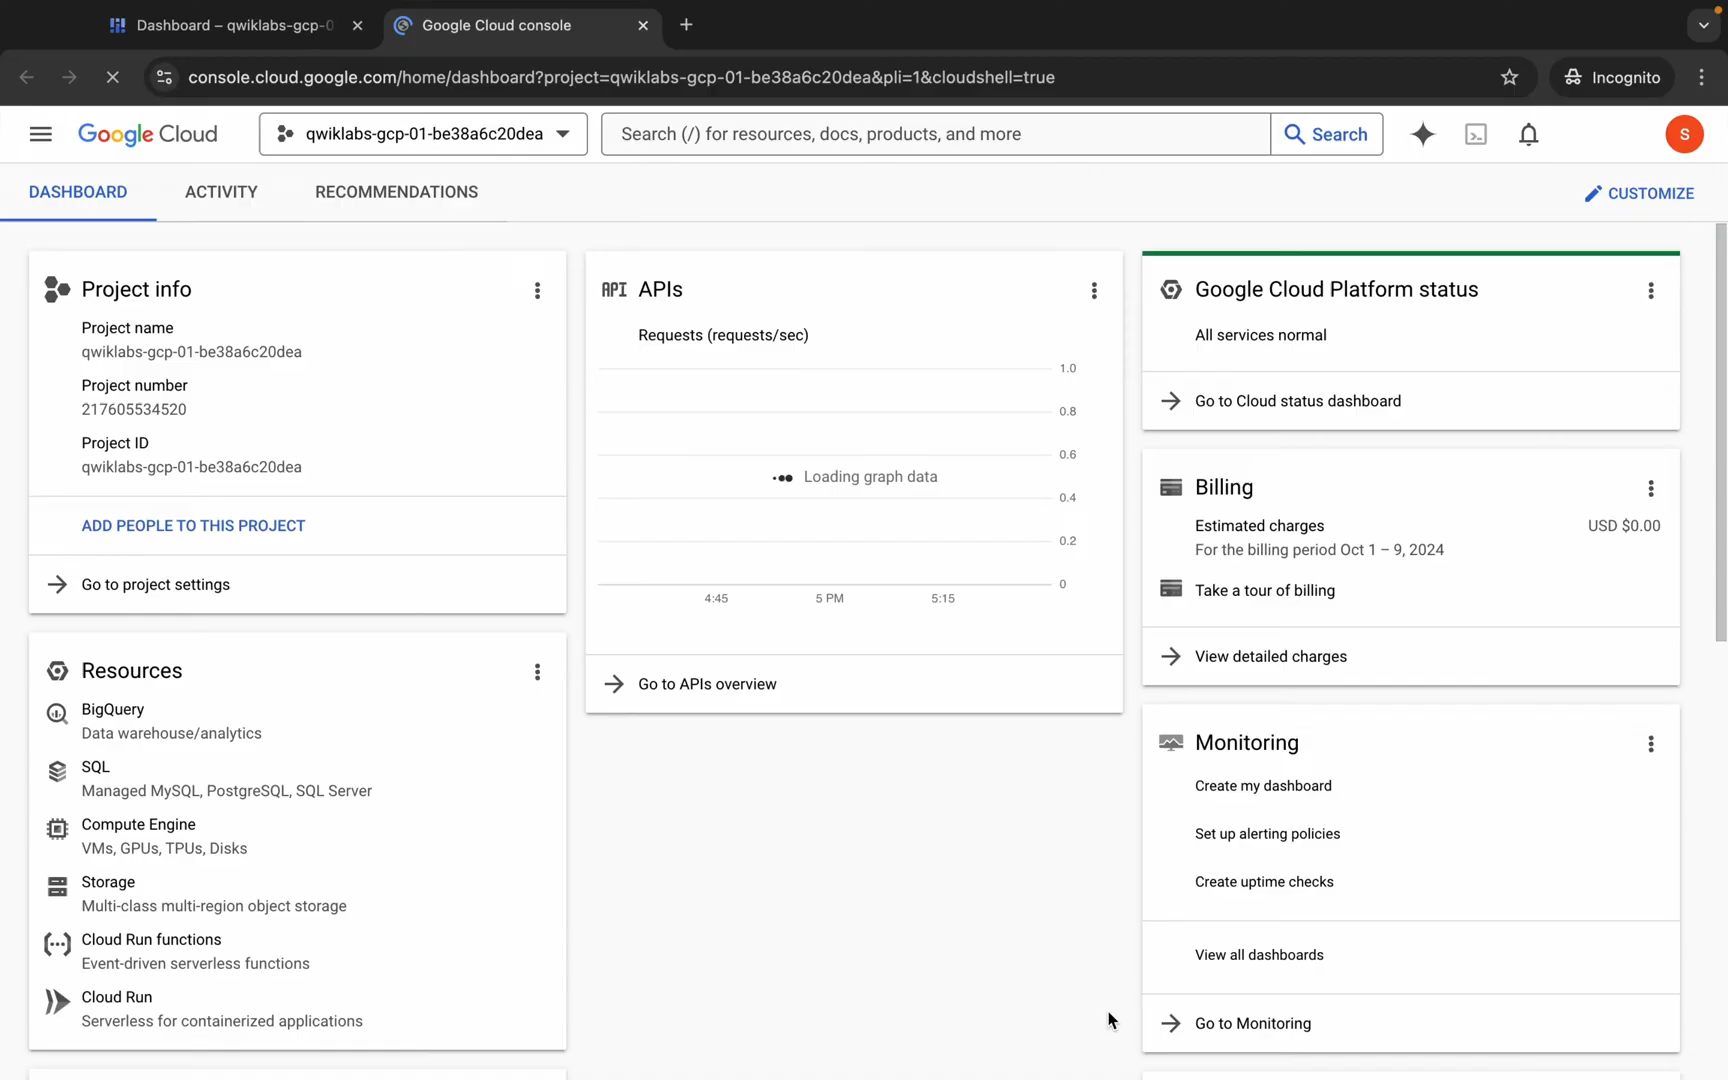 Dashboard – qwiklabs-gcp-0
Google Cloud console
console.cloud.google.com/home/dashboard?project=qwiklabs-gcp-01-be38a6c20dea&pli=1&cloudshell=true
Incognito
Google Cloud
qwiklabs-gcp-01-be38a6c20dea
Search (/) for resources, docs, products, and more
Search
S
DASHBOARD
ACTIVITY
RECOMMENDATIONS
CUSTOMIZE
Project info
Project name
qwiklabs-gcp-01-be38a6c20dea
Project number
217605534520
Project ID
qwiklabs-gcp-01-be38a6c20dea
ADD PEOPLE TO THIS PROJECT
Go to project settings
Resources
BigQuery
Data warehouse/analytics
SQL
Managed MySQL, PostgreSQL, SQL Server
Compute Engine
VMs, GPUs, TPUs, Disks
Storage
Multi-class multi-region object storage
Cloud Run functions
Event-driven serverless functions
Cloud Run
Serverless for containerized applications
API APIs
Requests (requests/sec)
1.0
0.8
0.6
Loading graph data
0.4
0.2
0
4:45
5 PM
5:15
Go to APIs overview
Google Cloud Platform status
All services normal
Go to Cloud status dashboard
Billing
Estimated charges
USD $0.00
For the billing period Oct 1 – 9, 2024
Take a tour of billing
View detailed charges
Monitoring
Create my dashboard
Set up alerting policies
Create uptime checks
View all dashboards
Go to Monitoring